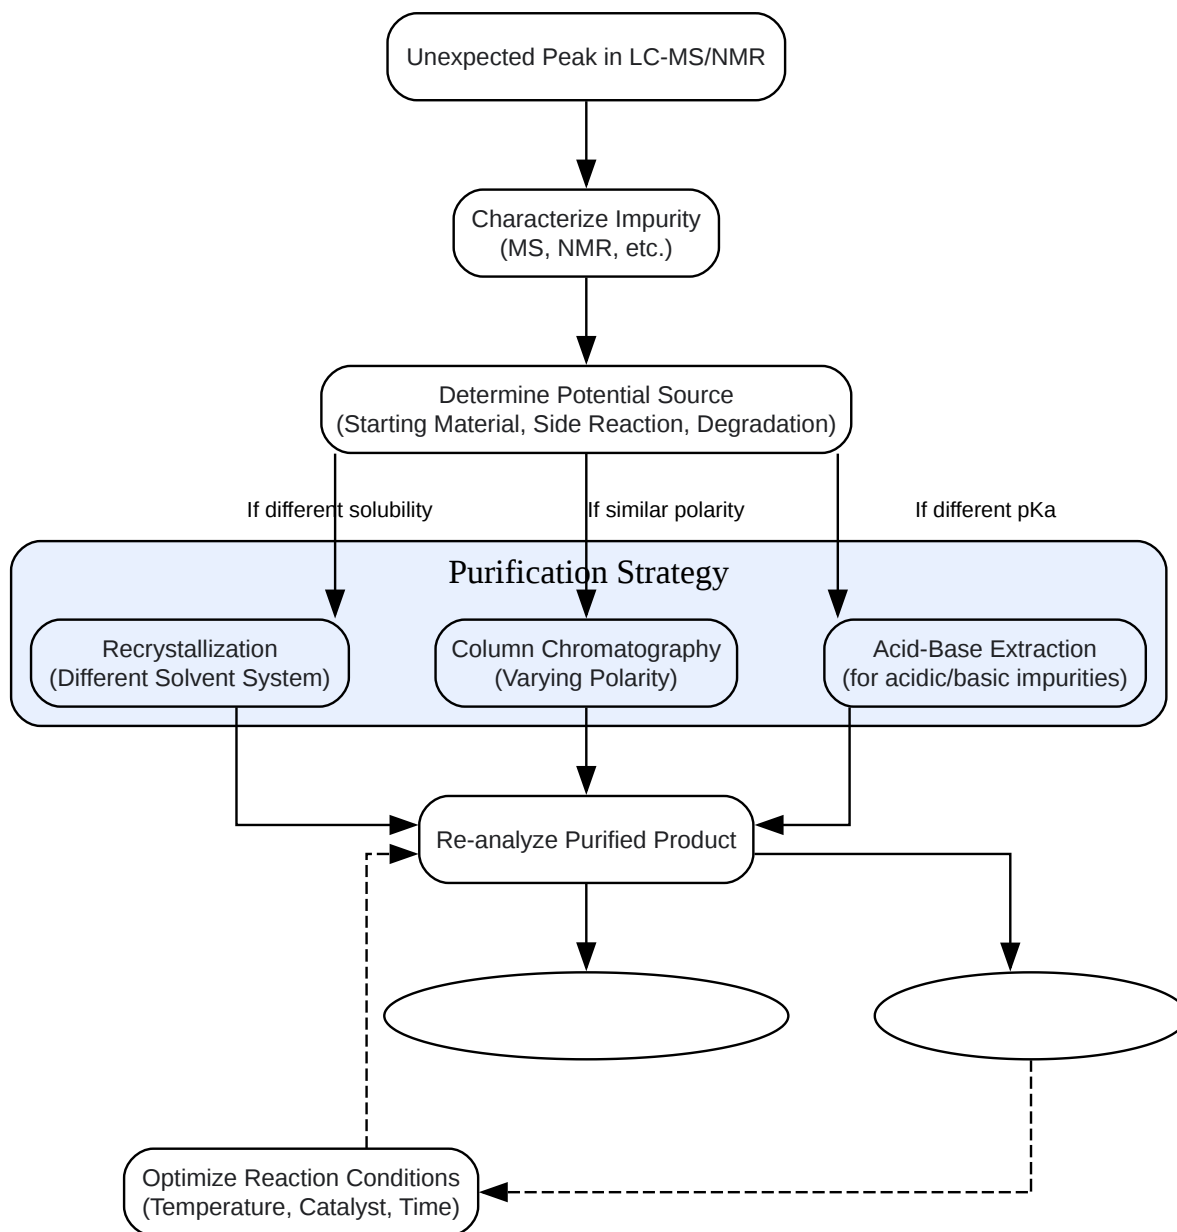 Unexpected Peak in LC-MS/NMR
Characterize Impurity
(MS, NMR, etc.)
Determine Potential Source
(Starting Material, Side Reaction, Degradation)
If different solubility
If similar polarity
If different pKa
Purification Strategy
Recrystallization
(Different Solvent System)
Column Chromatography
(Varying Polarity)
Acid-Base Extraction
(for acidic/basic impurities)
Re-analyze Purified Product
Optimize Reaction Conditions
(Temperature, Catalyst, Time)